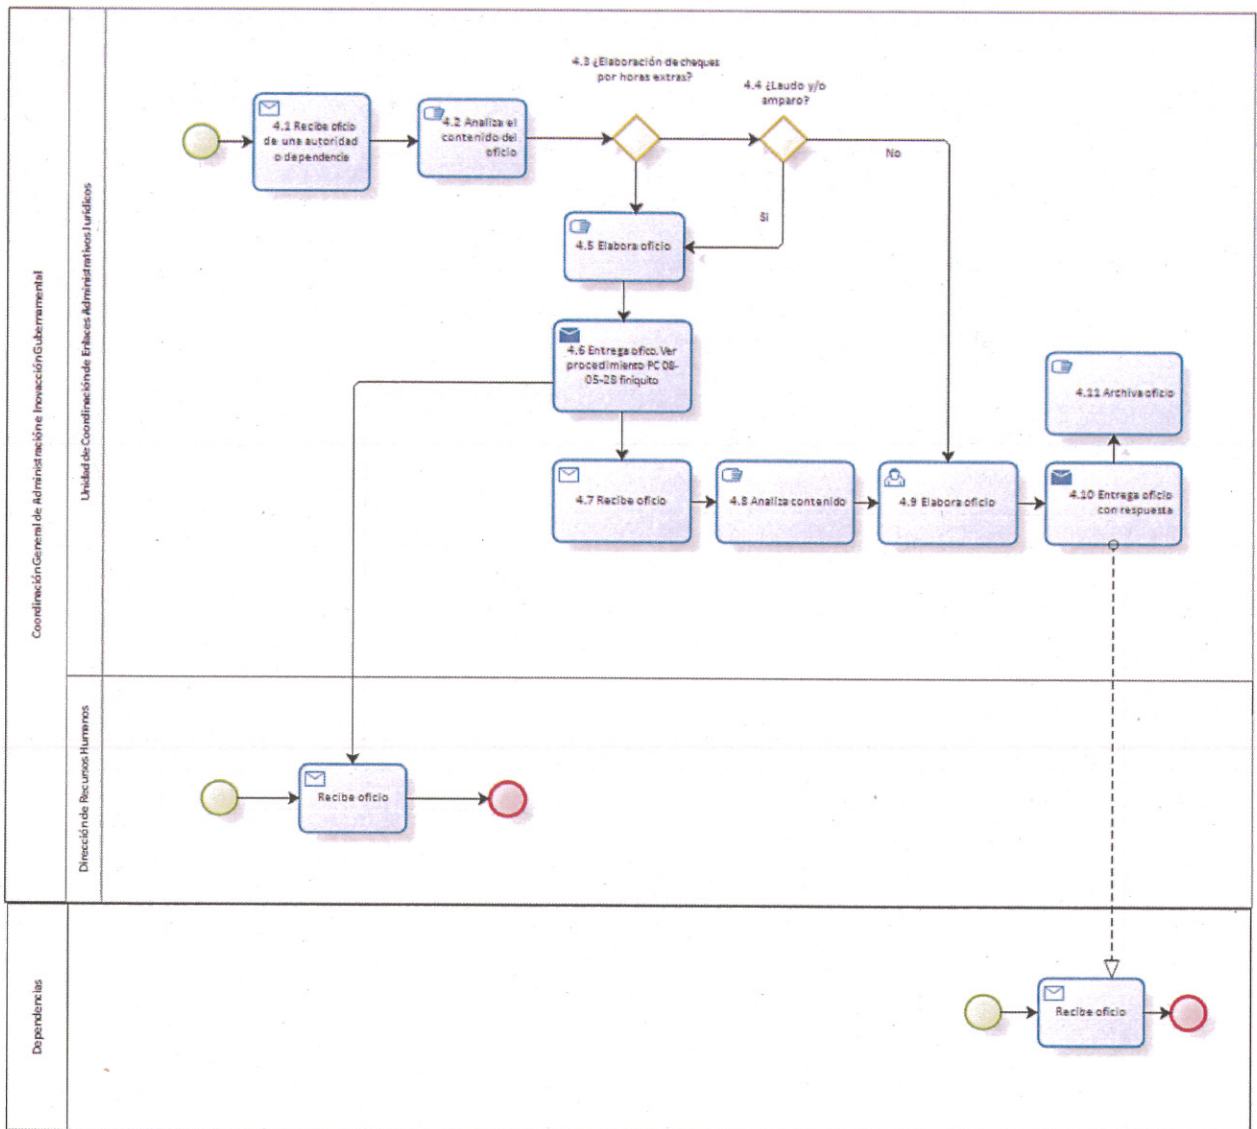 Coordinación General de Administración e Inovacción Gubernamental
Unidad de Coordinación de Enlaces Administrativos Jurídicos
4.1 Recibe oficio
de una autoridad
o dependencia
4.2 Analiza el
contenido del
oficio
4.3 ¿Elaboración de cheques
por horas extras?
4.4 ¿Laudo y/o
amparo?
No
Si
4.5 Elabora oficio
4.6 Entrega ofico. Ver
procedimiento PC 08-
05-28 finiquito
4.7 Recibe oficio
4.8 Analiza contenido
4.9 Elabora oficio
4.10 Entrega oficio
con respuesta
4.11 Archiva oficio
Dirección de Recursos Humanos
Recibe oficio
Dependencias
Recibe oficio